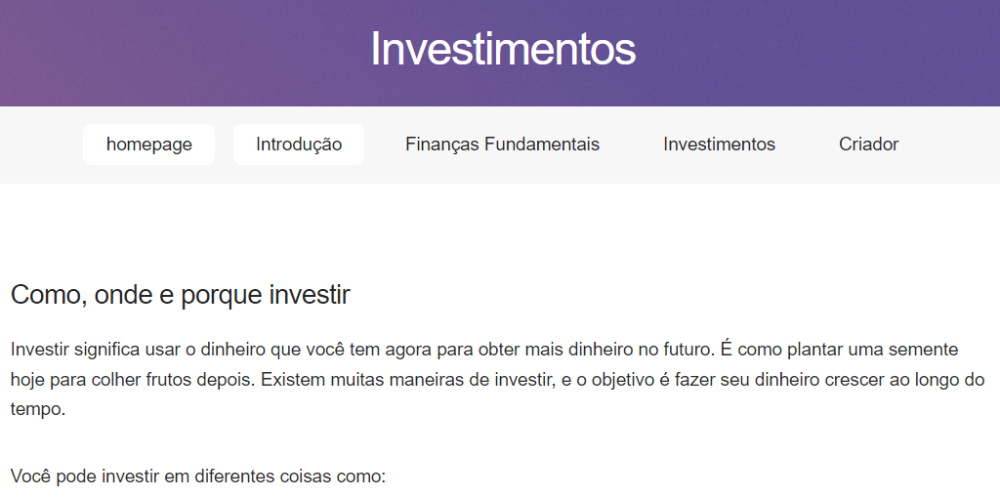 Investimentos
homepage
Introdução
Finanças Fundamentais
Investimentos
Criador
Como, onde e porque investir
Investir significa usar o dinheiro que você tem agora para obter mais dinheiro no futuro. É como plantar uma semente
hoje para colher frutos depois. Existem muitas maneiras de investir, e o objetivo é fazer seu dinheiro crescer ao longo do
tempo.
Você pode investir em diferentes coisas como: